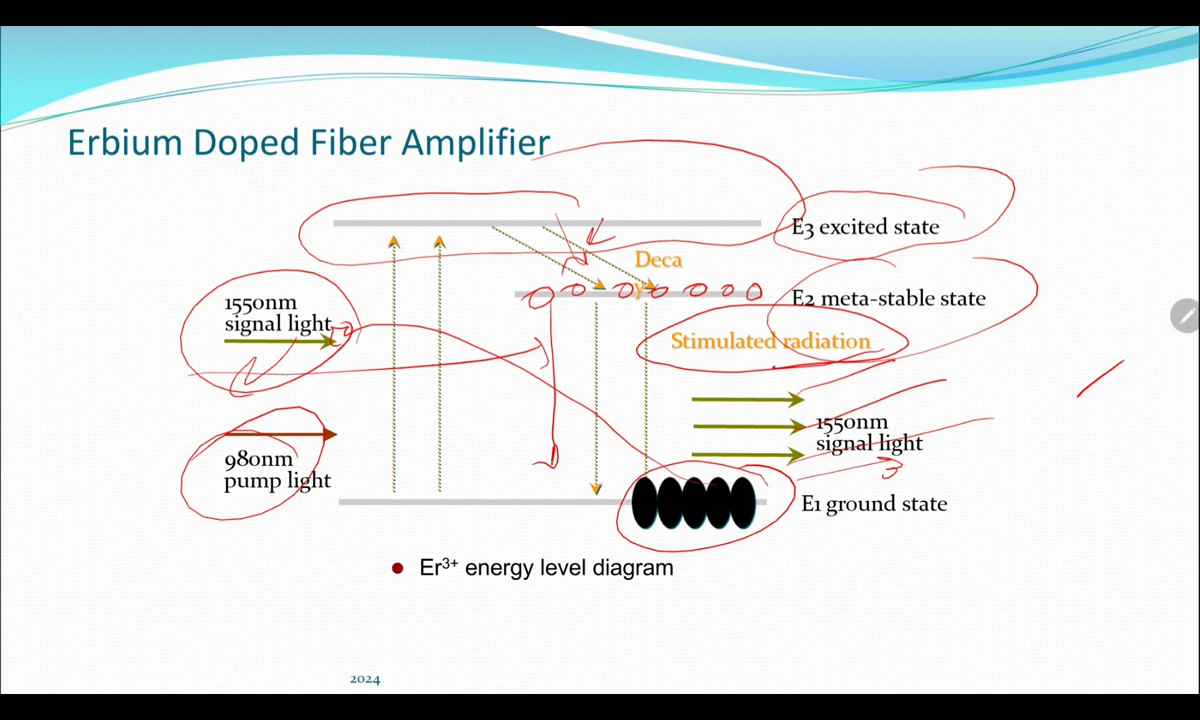 Erbium Doped Fiber Amplifier
E3 excited state
Deca
y
E2 meta-stable state
1550nm
signal light
Stimulated radiation
1550nm
signal light
980nm
pump light
E1 ground state
Er³⁺ energy level diagram
2024